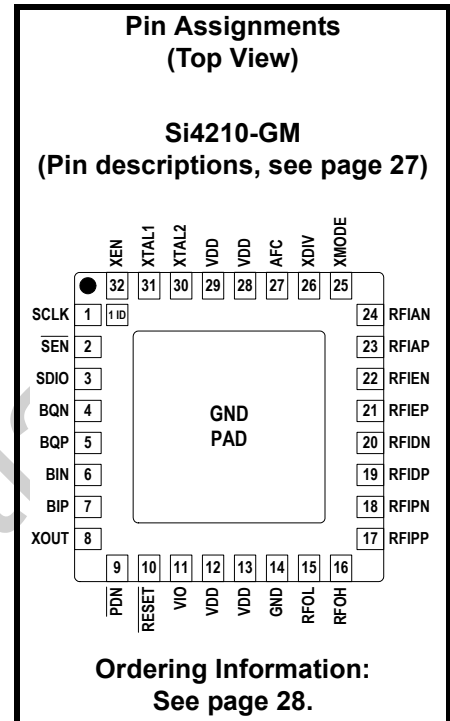 Pin Assignments
(Top View)
Si4210-GM
(Pin descriptions, see page 27)
XEN XTAL1 XTAL2 VDD VDD AFC XDIV XMODE
32 31 30 29 28 27 26 25
SCLK 1 1 ID 24 RFIAN
SEN 2 23 RFIAP
SDIO 3 22 RFIEN
BQN 4 21 RFIEP
BQP 5 20 RFIDN
BIN 6 19 RFIDP
BIP 7 18 RFIPN
XOUT 8 17 RFIPP
GND
PAD
9 10 11 12 13 14 15 16
PDN RESET VIO VDD VDD GND RFOL RFOH
Ordering Information:
See page 28.